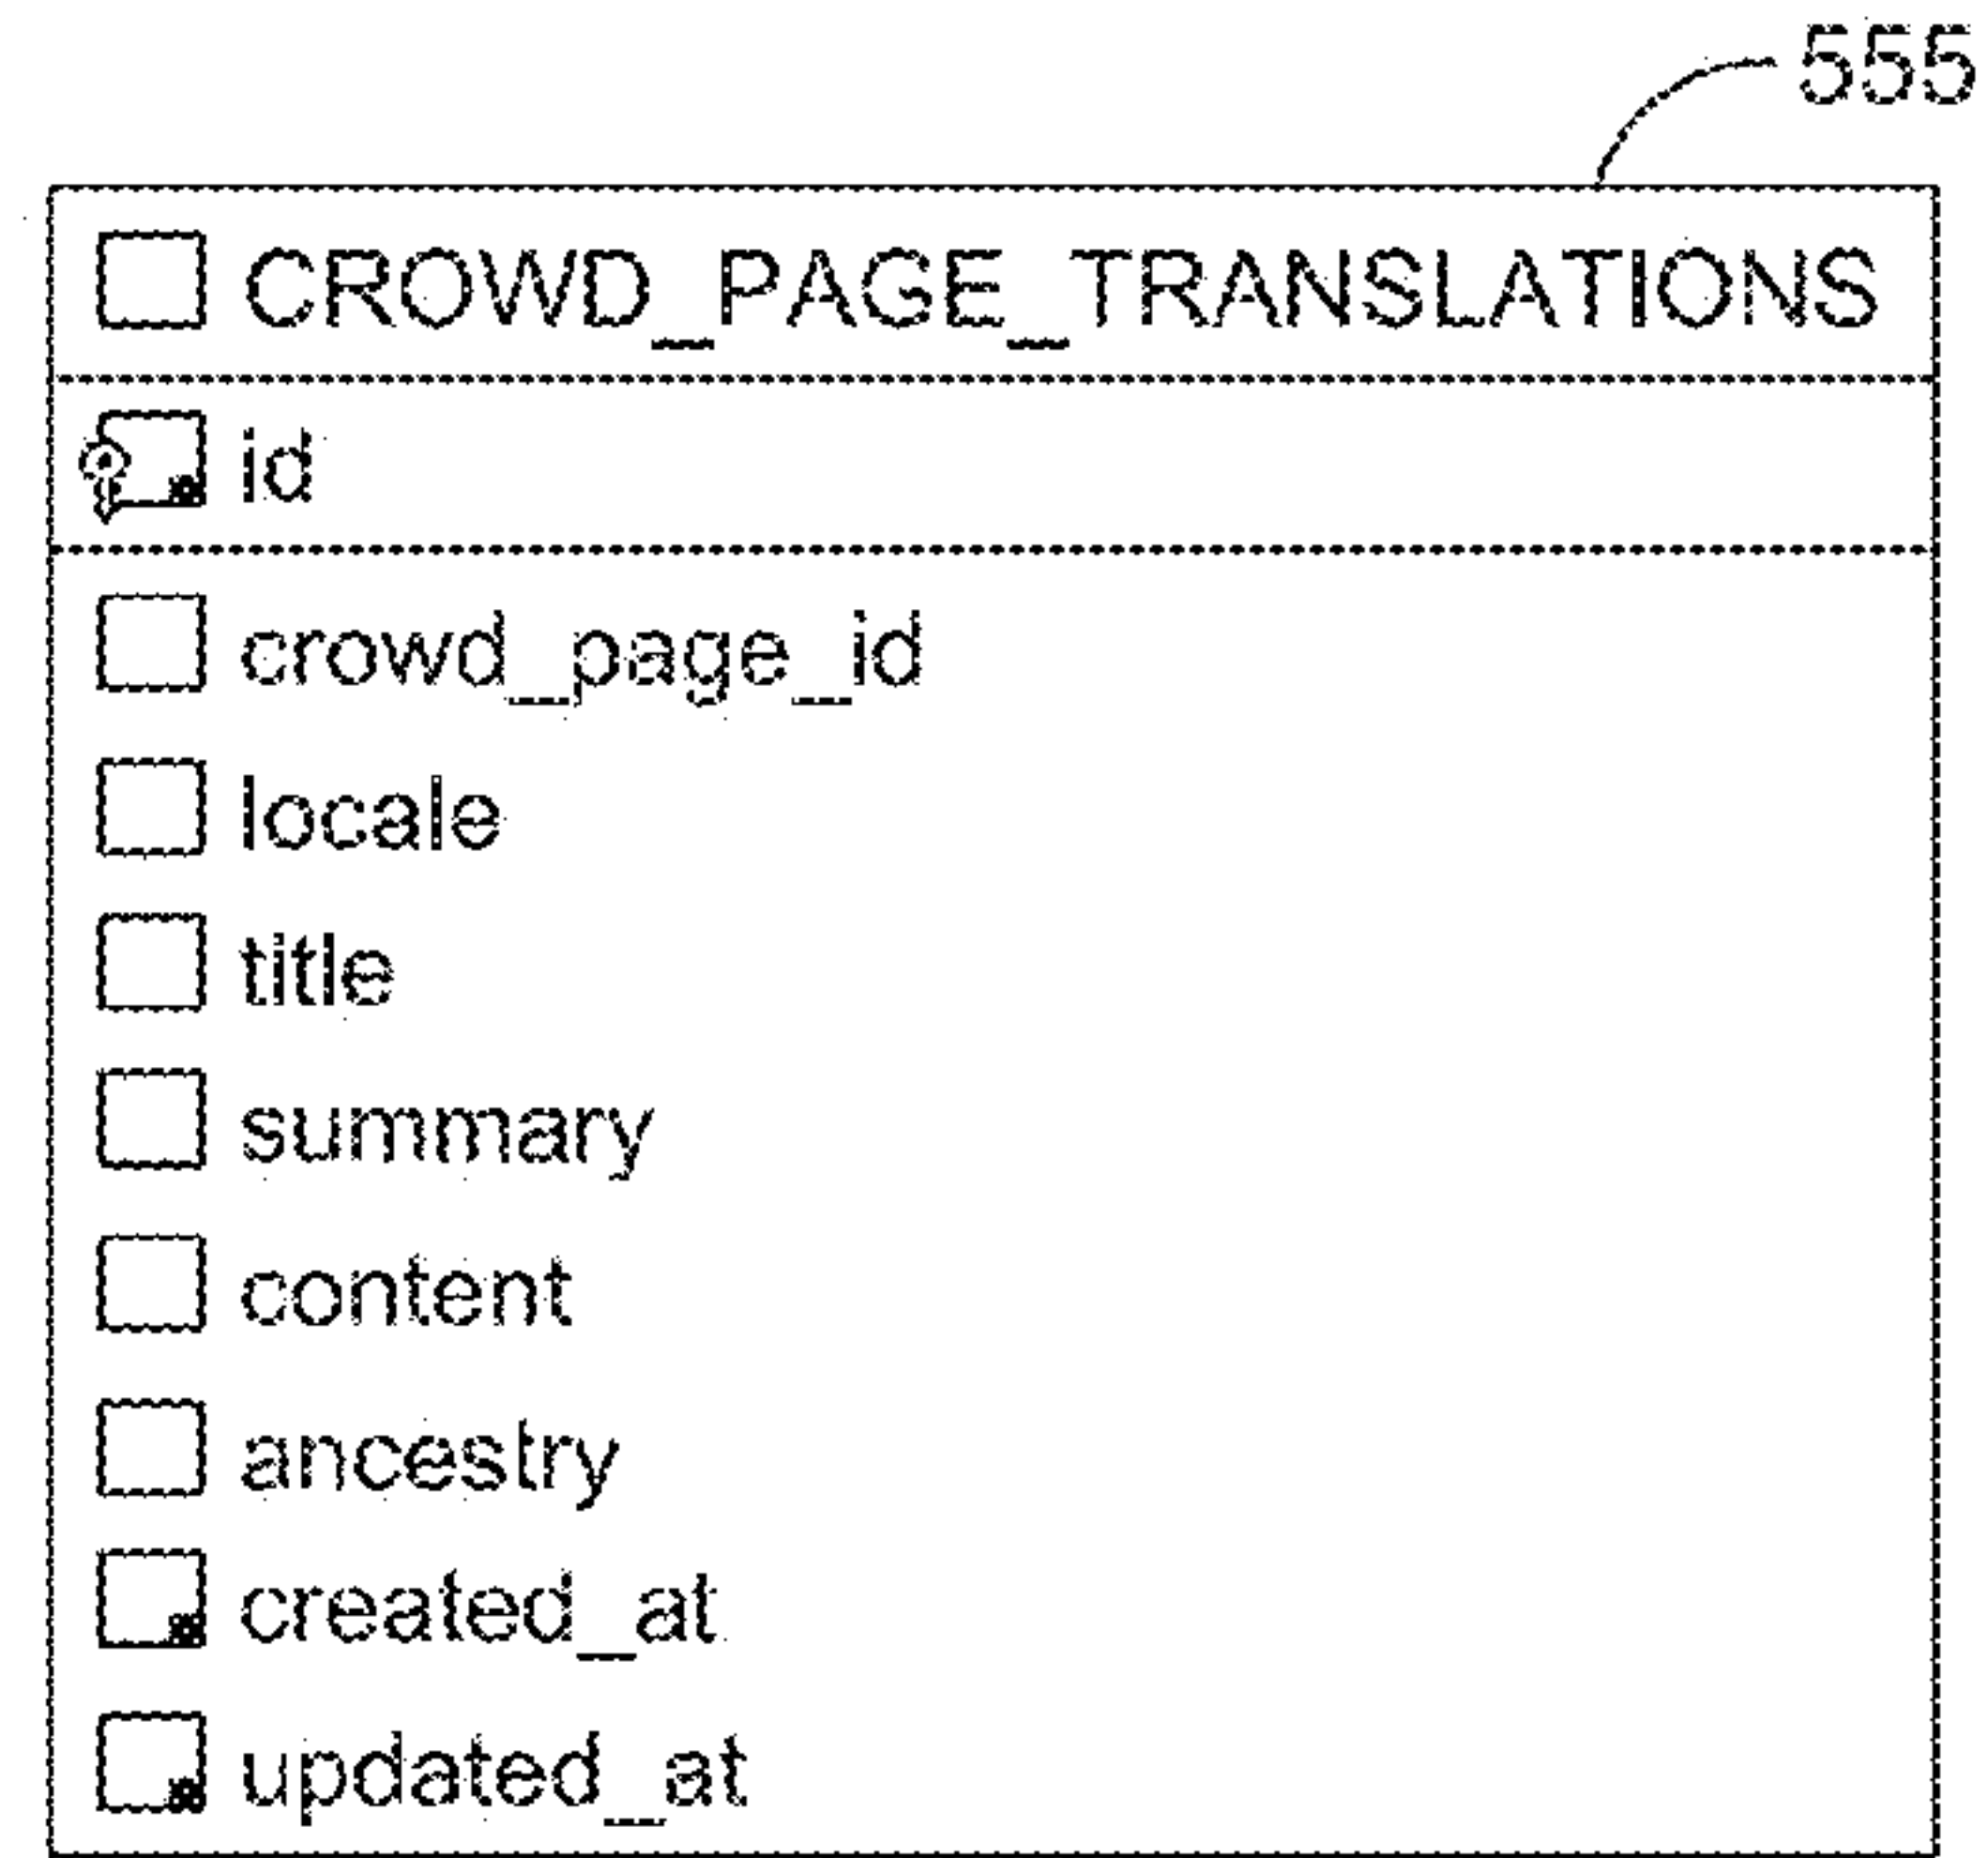 555
CROWD_PAGE_TRANSLATIONS
id
crowd_page_id
locale
title
summary
content
ancestry
created_at
updated_at